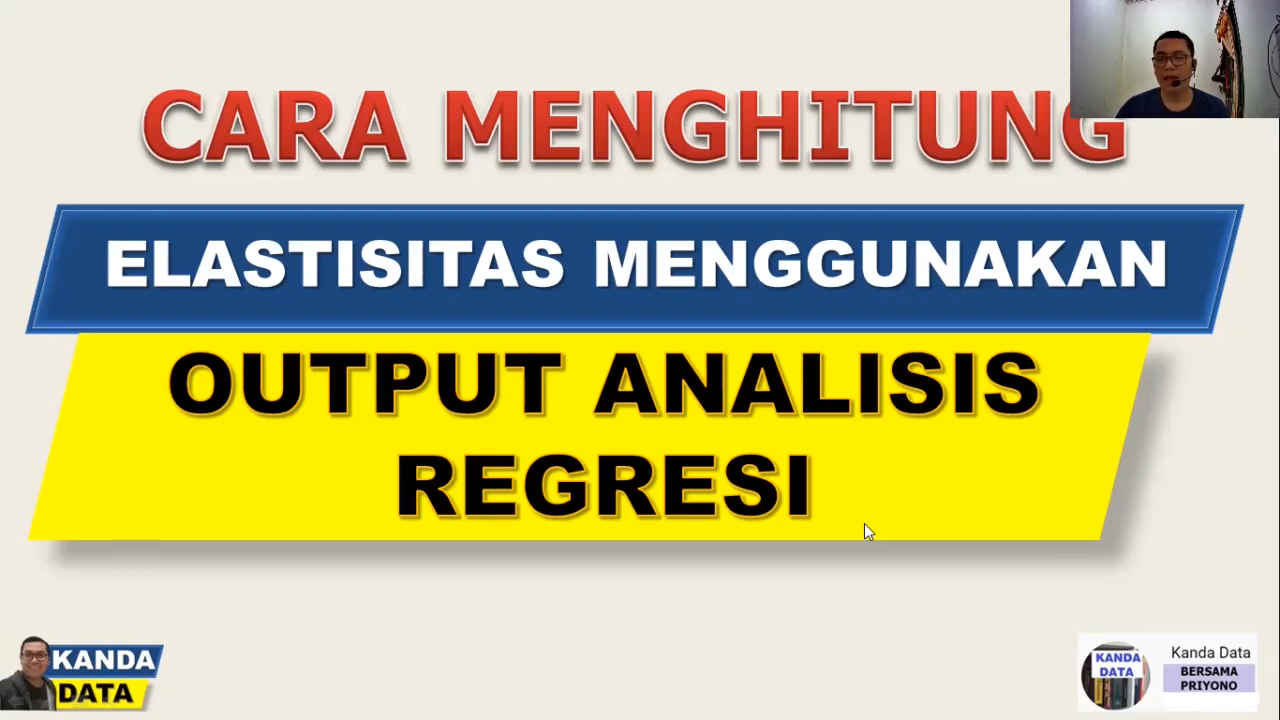 CARA MENGHITUNG
ELASTISITAS MENGGUNAKAN
OUTPUT ANALISIS
REGRESI
KANDA
DATA
KANDA
DATA
Kanda Data
BERSAMA
PRIYONO